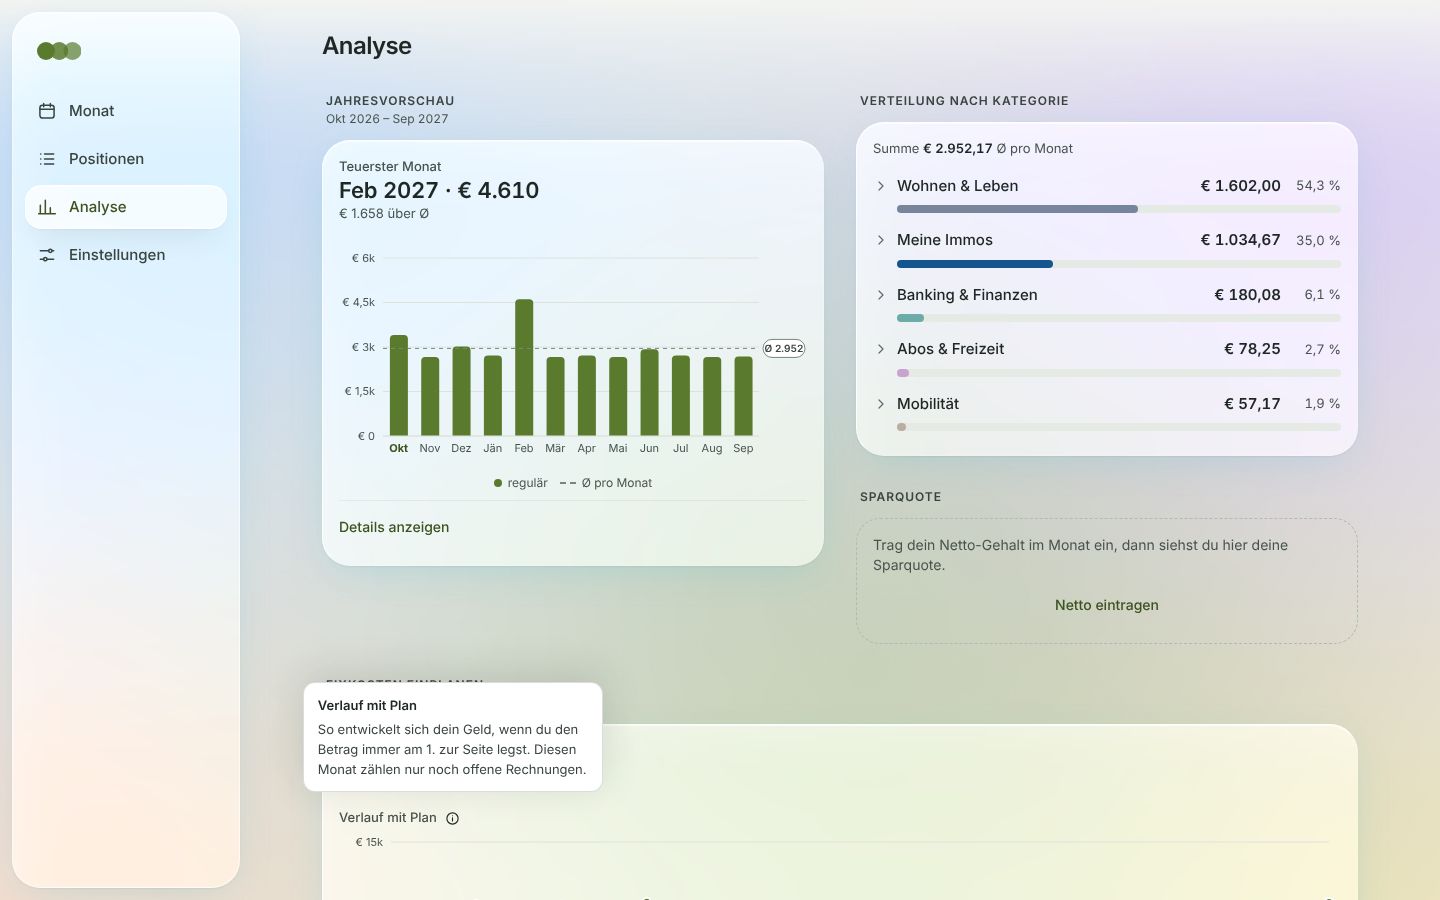 Analyse
Monat
Positionen
Analyse
Einstellungen
JAHRESVORSCHAU
Okt 2026 – Sep 2027
Teuerster Monat
Feb 2027 · € 4.610
€ 1.658 über Ø
€ 6k
€ 4,5k
€ 3k
€ 1,5k
€ 0
Ø 2.952
Okt Nov Dez Jän Feb Mär Apr Mai Jun Jul Aug Sep
regulär Ø pro Monat
Details anzeigen
VERTEILUNG NACH KATEGORIE
Summe € 2.952,17 Ø pro Monat
Wohnen & Leben € 1.602,00 54,3 %
Meine Immos € 1.034,67 35,0 %
Banking & Finanzen € 180,08 6,1 %
Abos & Freizeit € 78,25 2,7 %
Mobilität € 57,17 1,9 %
SPARQUOTE
Trag dein Netto-Gehalt im Monat ein, dann siehst du hier deine
Sparquote.
Netto eintragen
Verlauf mit Plan
So entwickelt sich dein Geld, wenn du den
Betrag immer am 1. zur Seite legst. Diesen
Monat zählen nur noch offene Rechnungen.
Verlauf mit Plan
€ 15k